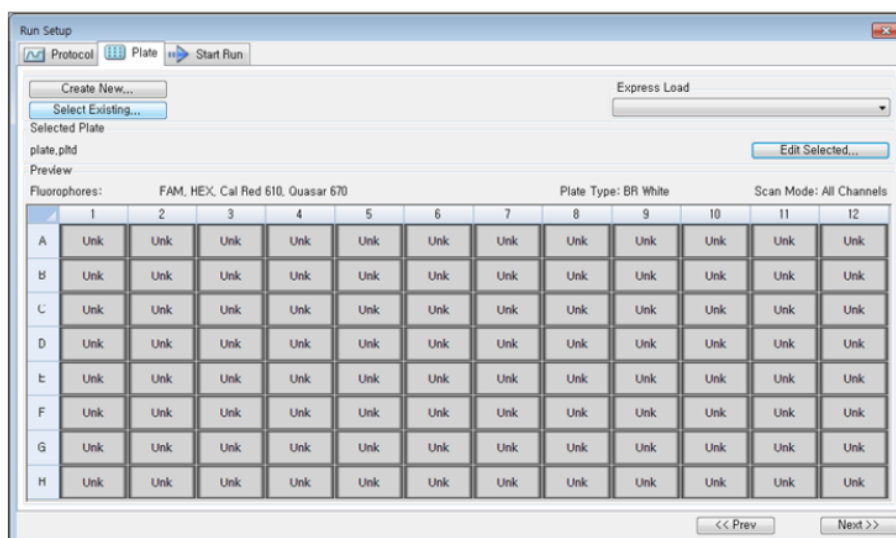 Run Setup
Protocol Plate Start Run
Create New... Express Load
Select Existing...
Selected Plate
plate.pltd Edit Selected...
Preview
Fluorophores: FAM, HEX, Cal Red 610, Quasar 670 Plate Type: BR White Scan Mode: All Channels
1 2 3 4 5 6 7 8 9 10 11 12
A Unk Unk Unk Unk Unk Unk Unk Unk Unk Unk Unk Unk
B Unk Unk Unk Unk Unk Unk Unk Unk Unk Unk Unk Unk
C Unk Unk Unk Unk Unk Unk Unk Unk Unk Unk Unk Unk
D Unk Unk Unk Unk Unk Unk Unk Unk Unk Unk Unk Unk
E Unk Unk Unk Unk Unk Unk Unk Unk Unk Unk Unk Unk
F Unk Unk Unk Unk Unk Unk Unk Unk Unk Unk Unk Unk
G Unk Unk Unk Unk Unk Unk Unk Unk Unk Unk Unk Unk
H Unk Unk Unk Unk Unk Unk Unk Unk Unk Unk Unk Unk
<< Prev Next >>